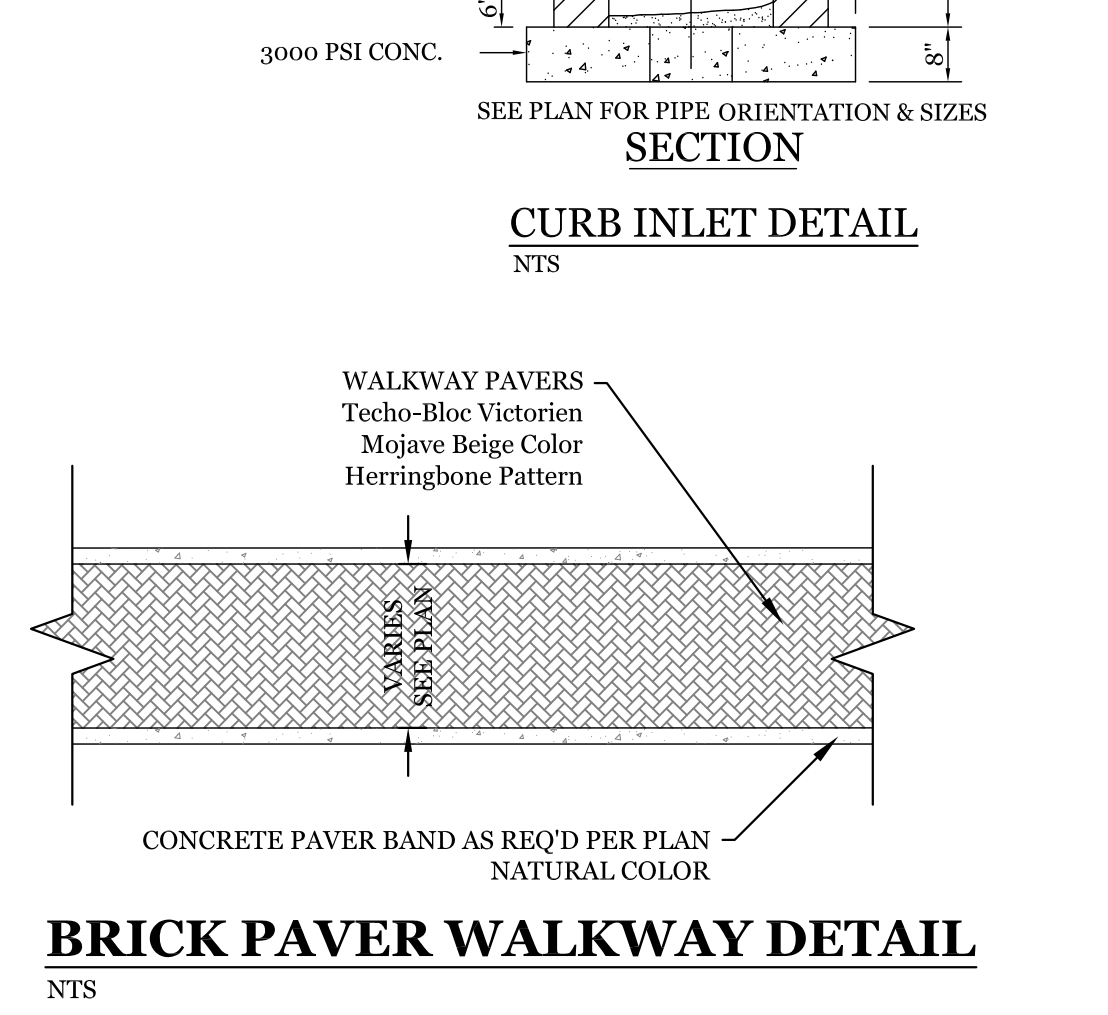 6"
3000 PSI CONC.
8"
SEE PLAN FOR PIPE ORIENTATION & SIZES
SECTION
CURB INLET DETAIL
NTS
WALKWAY PAVERS
Techo-Bloc Victorien
Mojave Beige Color
Herringbone Pattern
VARIES
SEE PLAN
CONCRETE PAVER BAND AS REQ'D PER PLAN
NATURAL COLOR
BRICK PAVER WALKWAY DETAIL
NTS